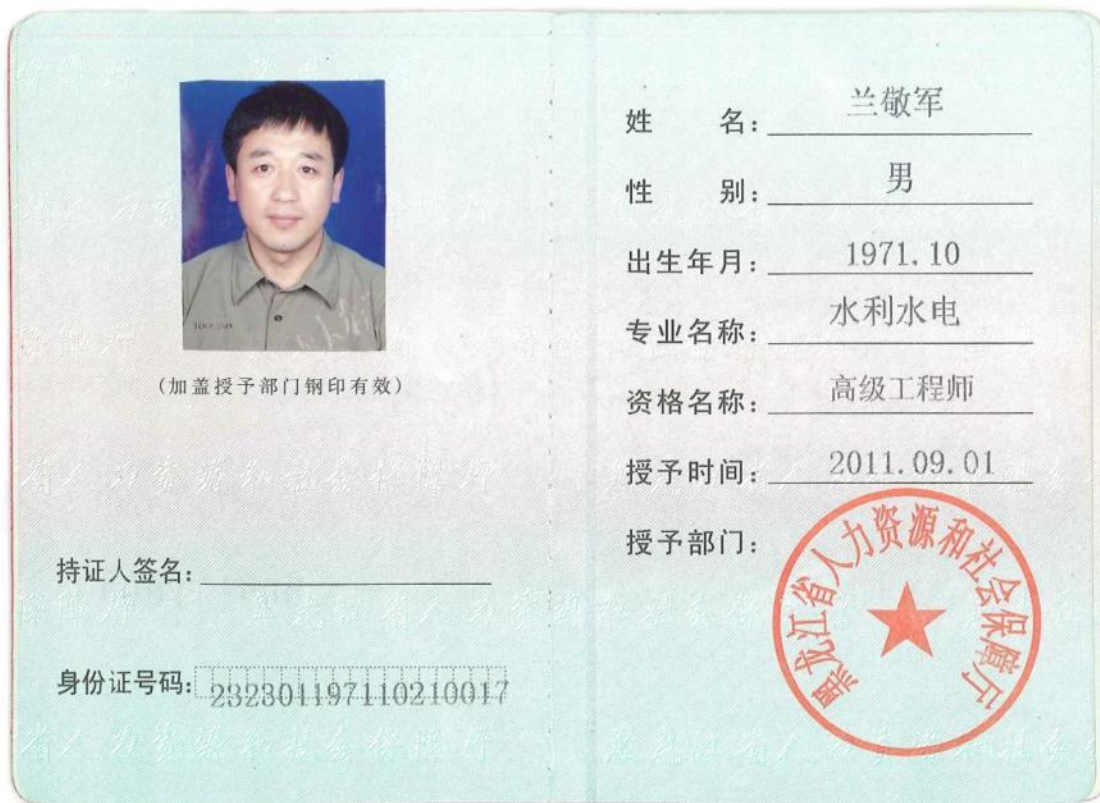 (加盖授予部门钢印有效)
持证人签名:
身份证号码: 232301197110210017
姓 名: 兰敬军
性 别: 男
出生年月: 1971.10
专业名称: 水利水电
资格名称: 高级工程师
授予时间: 2011.09.01
授予部门:
黑龙江省人力资源和社会保障厅